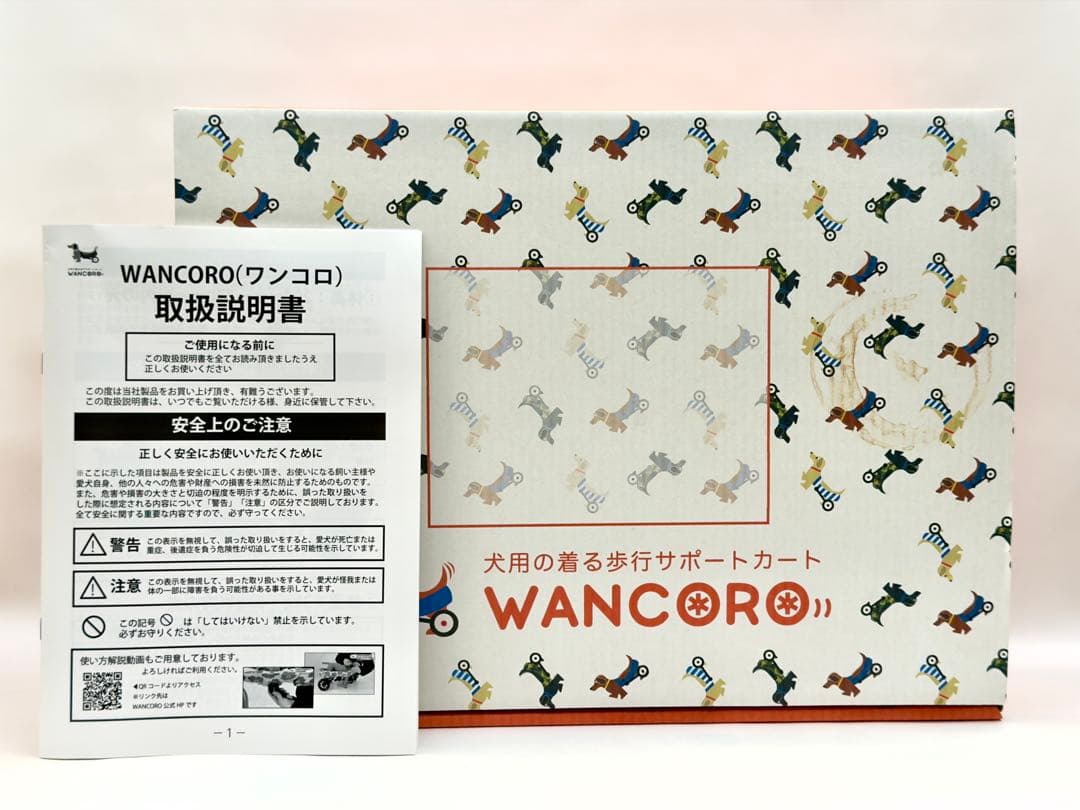 WANCORO
WANCORO(ワンコロ)
取扱説明書
ご使用になる前に
この取扱説明書を全てお読み頂きましたうえ
正しくお使いください
この度は当社製品をお買い上げ頂き、有難うございます。
この取扱説明書は、いつでもご覧いただける様、身近に保管して下さい。
安全上のご注意
正しく安全にお使いいただくために
※ここに示した項目は製品を安全に正しくお使い頂き、お使いになる飼い主様や
愛犬自身、他の人々への危害や財産への損害を未然に防止するためのものです。
また、危害や損害の大きさと切迫の程度を明示するために、誤った取り扱いを
した際に想定される内容について「警告」「注意」の区分でご説明しております。
全て安全に関する重要な内容ですので、必ず守ってください。
警告 この表示を無視して、誤った取り扱いをすると、愛犬が死亡または
重症、後遺症を負う危険性が切迫して生じる可能性を示しています。
注意 この表示を無視して、誤った取り扱いをすると、愛犬が怪我または
体の一部に障害を負う可能性がある事を示しています。
この記号 は「してはいけない」禁止を示しています。
必ずお守りください。
使い方解説動画もご用意しております。
よろしければご利用ください。
◀QRコードよりアクセス
※リンク先は
WANCORO公式HPです
－1－
犬用の着る歩行サポートカート
WANCORO